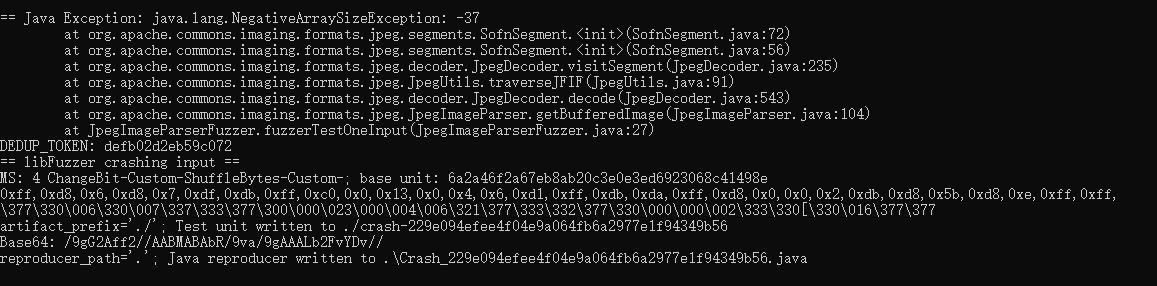 == Java Exception: java.lang.NegativeArraySizeException: -37
at org.apache.commons.imaging.formats.jpeg.segments.SofnSegment.<init>(SofnSegment.java:72)
at org.apache.commons.imaging.formats.jpeg.segments.SofnSegment.<init>(SofnSegment.java:56)
at org.apache.commons.imaging.formats.jpeg.decoder.JpegDecoder.visitSegment(JpegDecoder.java:235)
at org.apache.commons.imaging.formats.jpeg.JpegUtils.traverseJFIF(JpegUtils.java:91)
at org.apache.commons.imaging.formats.jpeg.decoder.JpegDecoder.decode(JpegDecoder.java:543)
at org.apache.commons.imaging.formats.jpeg.JpegImageParser.getBufferedImage(JpegImageParser.java:104)
at JpegImageParserFuzzer.fuzzerTestOneInput(JpegImageParserFuzzer.java:27)
DEDUP_TOKEN: defb02d2eb59c072
== libFuzzer crashing input ==
MS: 4 ChangeBit-Custom-ShuffleBytes-Custom-; base unit: 6a2a46f2a67eb8ab20c3e0e3ed6923068c41498e
0xff,0xd8,0x6,0xd8,0x7,0xdf,0xdb,0xff,0xc0,0x0,0x13,0x0,0x4,0x6,0xd1,0xff,0xdb,0xda,0xff,0xd8,0x0,0x0,0x2,0xdb,0xd8,0x5b,0xd8,0xe,0xff,0xff,
\377\330\006\330\007\337\333\377\300\000\023\000\004\006\321\377\333\332\377\330\000\000\002\333\330[\330\016\377\377
artifact_prefix='./'; Test unit written to ./crash-229e094efee4f04e9a064fb6a2977e1f94349b56
Base64: /9gG2Aff2//AABMABAbR/9va/9gAAALb2FvYDv//
reproducer_path='.'; Java reproducer written to .\Crash_229e094efee4f04e9a064fb6a2977e1f94349b56.java